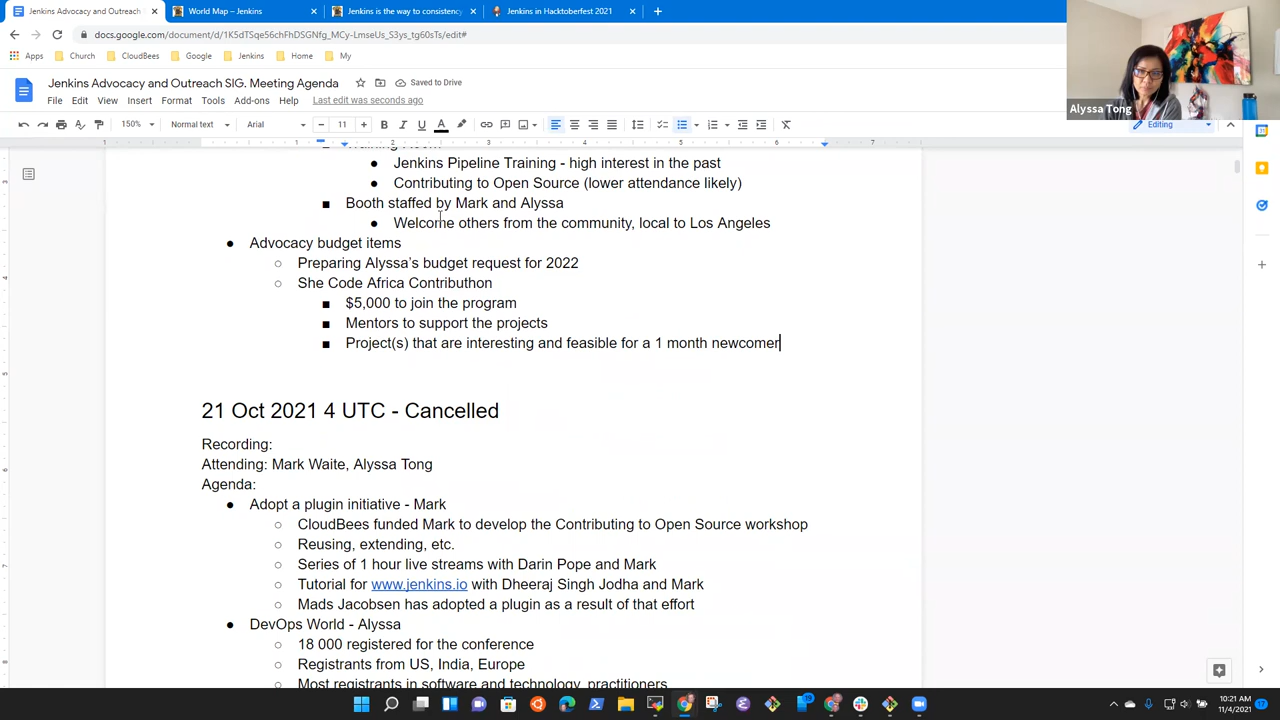 Jenkins Advocacy and Outreach
World Map – Jenkins
Jenkins is the way to consistency
Jenkins in Hacktoberfest 2021
docs.google.com/document/d/1K5dTSqe56chFhDSGNfg_MCy-LmseUs_S3ys_tg60sTs/edit#
Apps Church CloudBees Google Jenkins Home My
Jenkins Advocacy and Outreach SIG. Meeting Agenda
Saved to Drive
File Edit View Insert Format Tools Add-ons Help Last edit was seconds ago
Alyssa Tong
150% Normal text Arial 11 Editing
Training Room
Jenkins Pipeline Training - high interest in the past
Contributing to Open Source (lower attendance likely)
Booth staffed by Mark and Alyssa
Welcome others from the community, local to Los Angeles
Advocacy budget items
Preparing Alyssa's budget request for 2022
She Code Africa Contributhon
$5,000 to join the program
Mentors to support the projects
Project(s) that are interesting and feasible for a 1 month newcomer
21 Oct 2021 4 UTC - Cancelled
Recording:
Attending: Mark Waite, Alyssa Tong
Agenda:
Adopt a plugin initiative - Mark
CloudBees funded Mark to develop the Contributing to Open Source workshop
Reusing, extending, etc.
Series of 1 hour live streams with Darin Pope and Mark
Tutorial for www.jenkins.io with Dheeraj Singh Jodha and Mark
Mads Jacobsen has adopted a plugin as a result of that effort
DevOps World - Alyssa
18 000 registered for the conference
Registrants from US, India, Europe
Most registrants in software and technology, practitioners
10:21 AM
11/4/2021